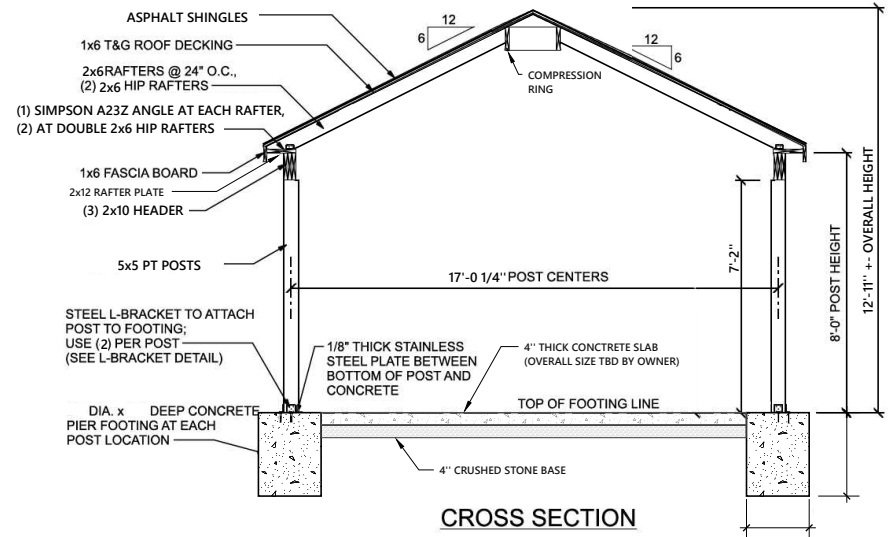 ASPHALT SHINGLES
12
6
12
6
1x6 T&G ROOF DECKING
2x6RAFTERS @ 24" O.C.,
(2) 2x6 HIP RAFTERS
COMPRESSION
RING
(1) SIMPSON A23Z ANGLE AT EACH RAFTER,
(2) AT DOUBLE 2x6 HIP RAFTERS
1x6 FASCIA BOARD
2x12 RAFTER PLATE
(3) 2x10 HEADER
5x5 PT POSTS
17'-0 1/4'' POST CENTERS
7'-2''
8'-0" POST HEIGHT
12'-11'' +- OVERALL HEIGHT
STEEL L-BRACKET TO ATTACH
POST TO FOOTING;
USE (2) PER POST
(SEE L-BRACKET DETAIL)
1/8" THICK STAINLESS
STEEL PLATE BETWEEN
BOTTOM OF POST AND
CONCRETE
4'' THICK CONCRETE SLAB
(OVERALL SIZE TBD BY OWNER)
TOP OF FOOTING LINE
DIA. x DEEP CONCRETE
PIER FOOTING AT EACH
POST LOCATION
4'' CRUSHED STONE BASE
CROSS SECTION